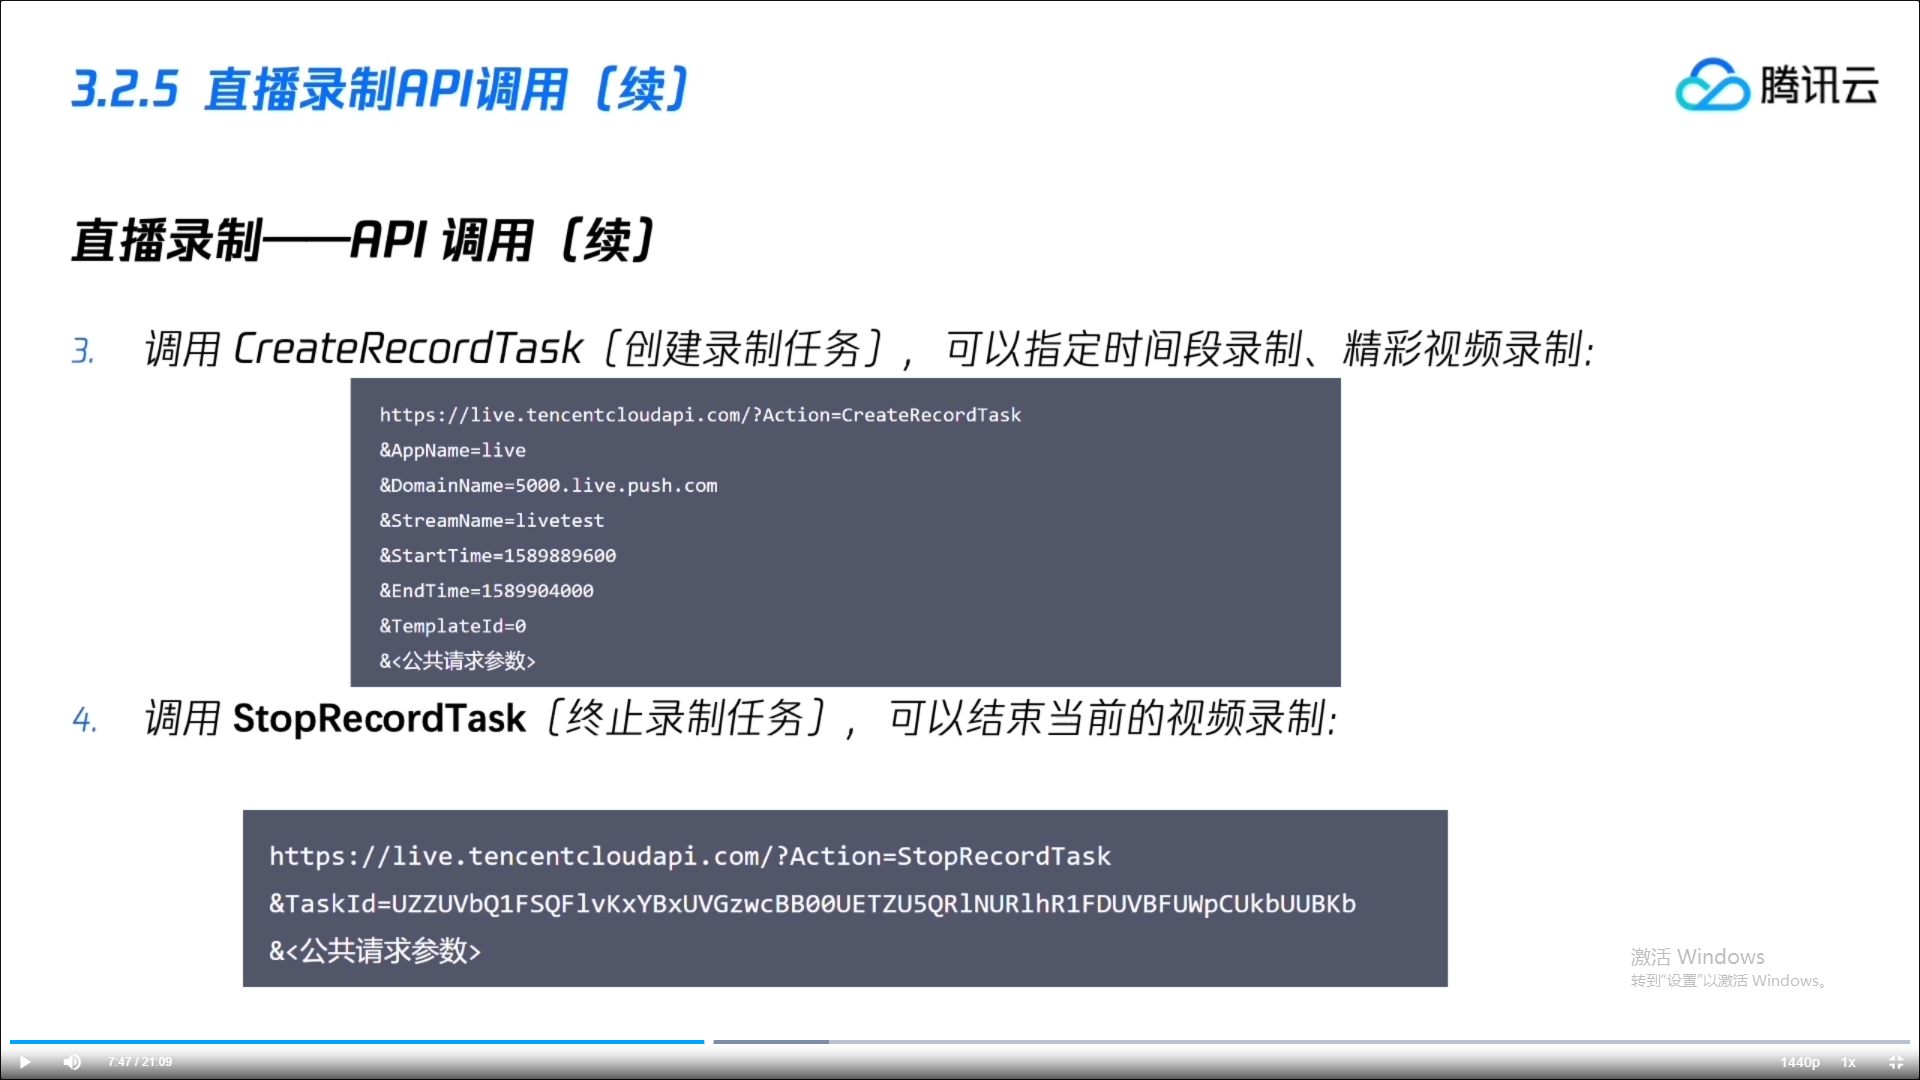 3.2.5 直播录制API调用（续）
腾讯云
直播录制——API 调用（续）
3. 调用 CreateRecordTask（创建录制任务），可以指定时间段录制、精彩视频录制:
https://live.tencentcloudapi.com/?Action=CreateRecordTask
&AppName=live
&DomainName=5000.live.push.com
&StreamName=livetest
&StartTime=1589889600
&EndTime=1589904000
&TemplateId=0
&<公共请求参数>
4. 调用 StopRecordTask（终止录制任务），可以结束当前的视频录制:
https://live.tencentcloudapi.com/?Action=StopRecordTask
&TaskId=UZZUVbQ1FSQFlvKxYBxUVGzwcBB00UETZU5QRlNURlhR1FDUVBFUWpCUkbUUBKb
&<公共请求参数>
激活 Windows
转到“设置”以激活 Windows。
7:47 / 21:09
1440p
1x